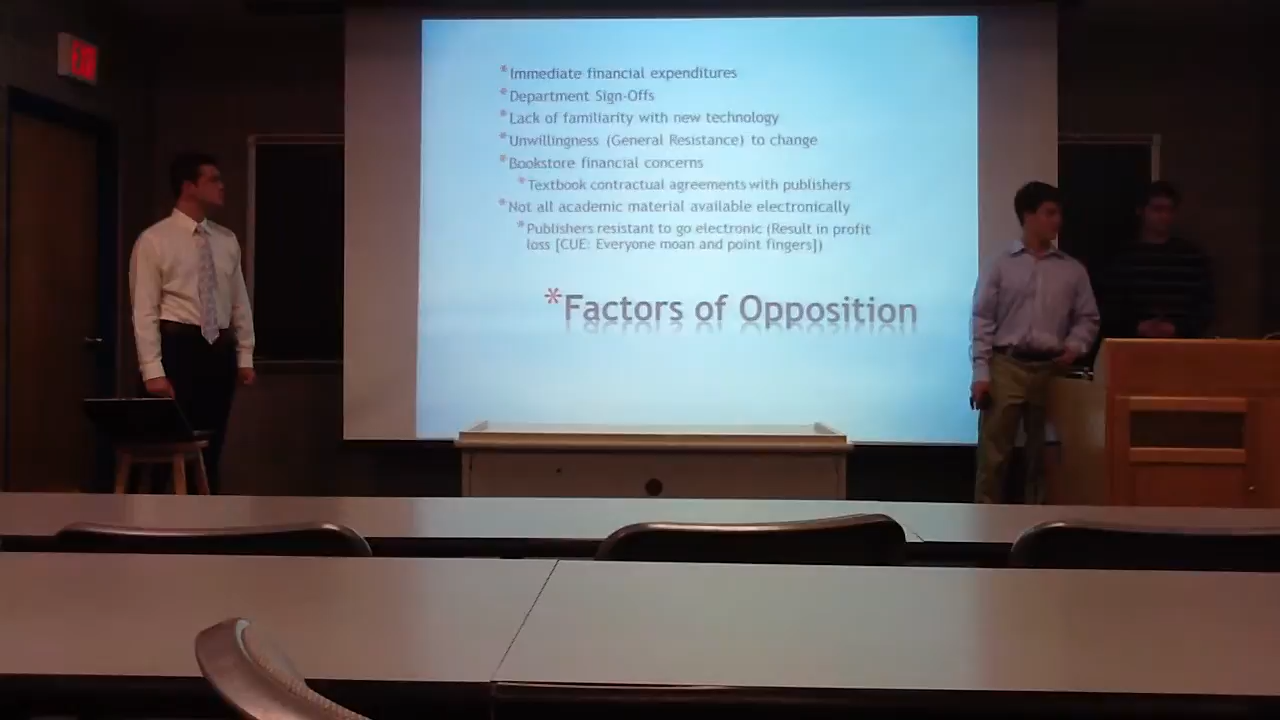 EXIT
*Immediate financial expenditures
*Department Sign-Offs
*Lack of familiarity with new technology
*Unwillingness (General Resistance) to change
*Bookstore financial concerns
*Textbook contractual agreements with publishers
*Not all academic material available electronically
*Publishers resistant to go electronic (Result in profit
loss [CUE: Everyone moan and point fingers])
*Factors of Opposition